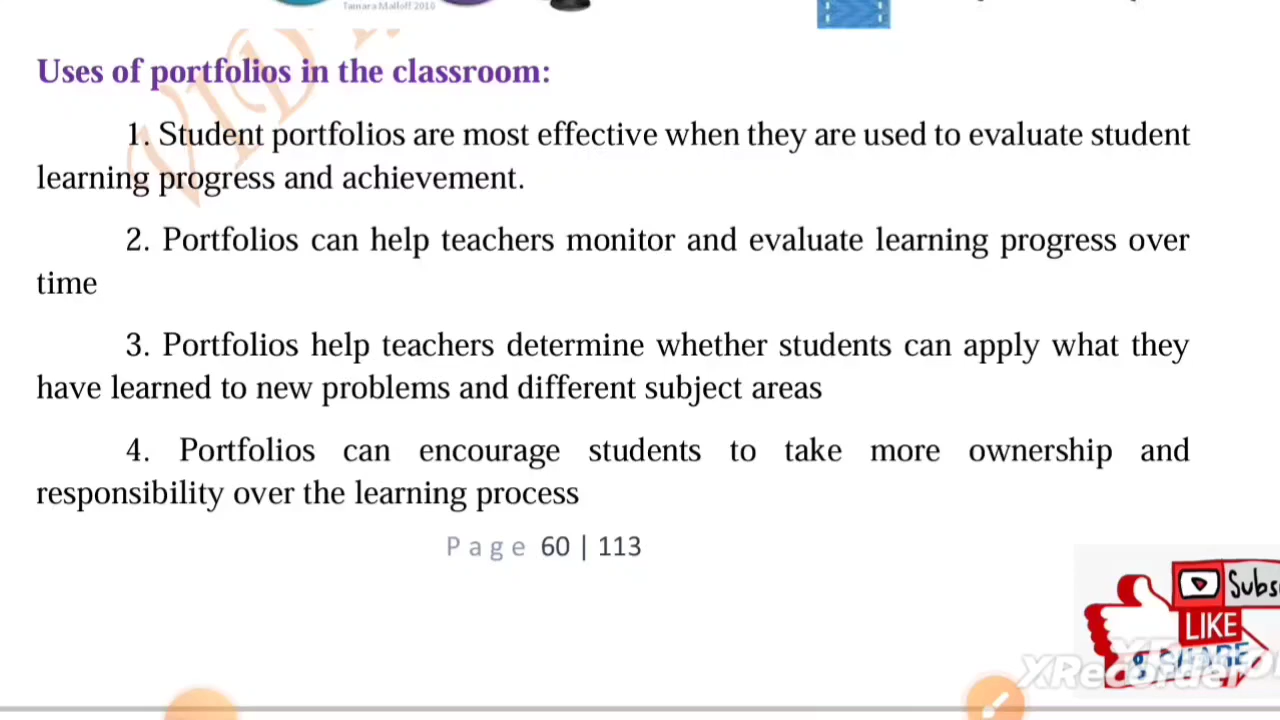 Tamara Malloff 2010
Uses of portfolios in the classroom:
1. Student portfolios are most effective when they are used to evaluate student
learning progress and achievement.
2. Portfolios can help teachers monitor and evaluate learning progress over
time
3. Portfolios help teachers determine whether students can apply what they
have learned to new problems and different subject areas
4. Portfolios can encourage students to take more ownership and
responsibility over the learning process
Page 60 | 113
LIKE